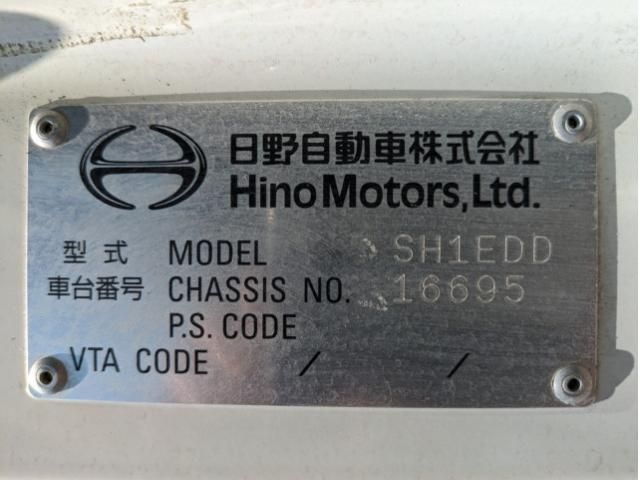 日野自動車株式会社
Hino Motors, Ltd.
型式 MODEL SH1EDD
車台番号 CHASSIS NO. 16695
P.S. CODE
VTA CODE / /